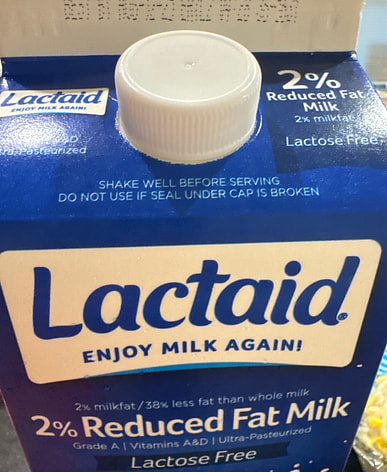 Lactaid
ENJOY MILK AGAIN!
2%
Reduced Fat
Milk
2% milkfat
Lactose Free
SHAKE WELL BEFORE SERVING
DO NOT USE IF SEAL UNDER CAP IS BROKEN
Lactaid®
ENJOY MILK AGAIN!
2% milkfat/38% less fat than whole milk
2% Reduced Fat Milk
Grade A | Vitamins A&D | Ultra-Pasteurized
Lactose Free